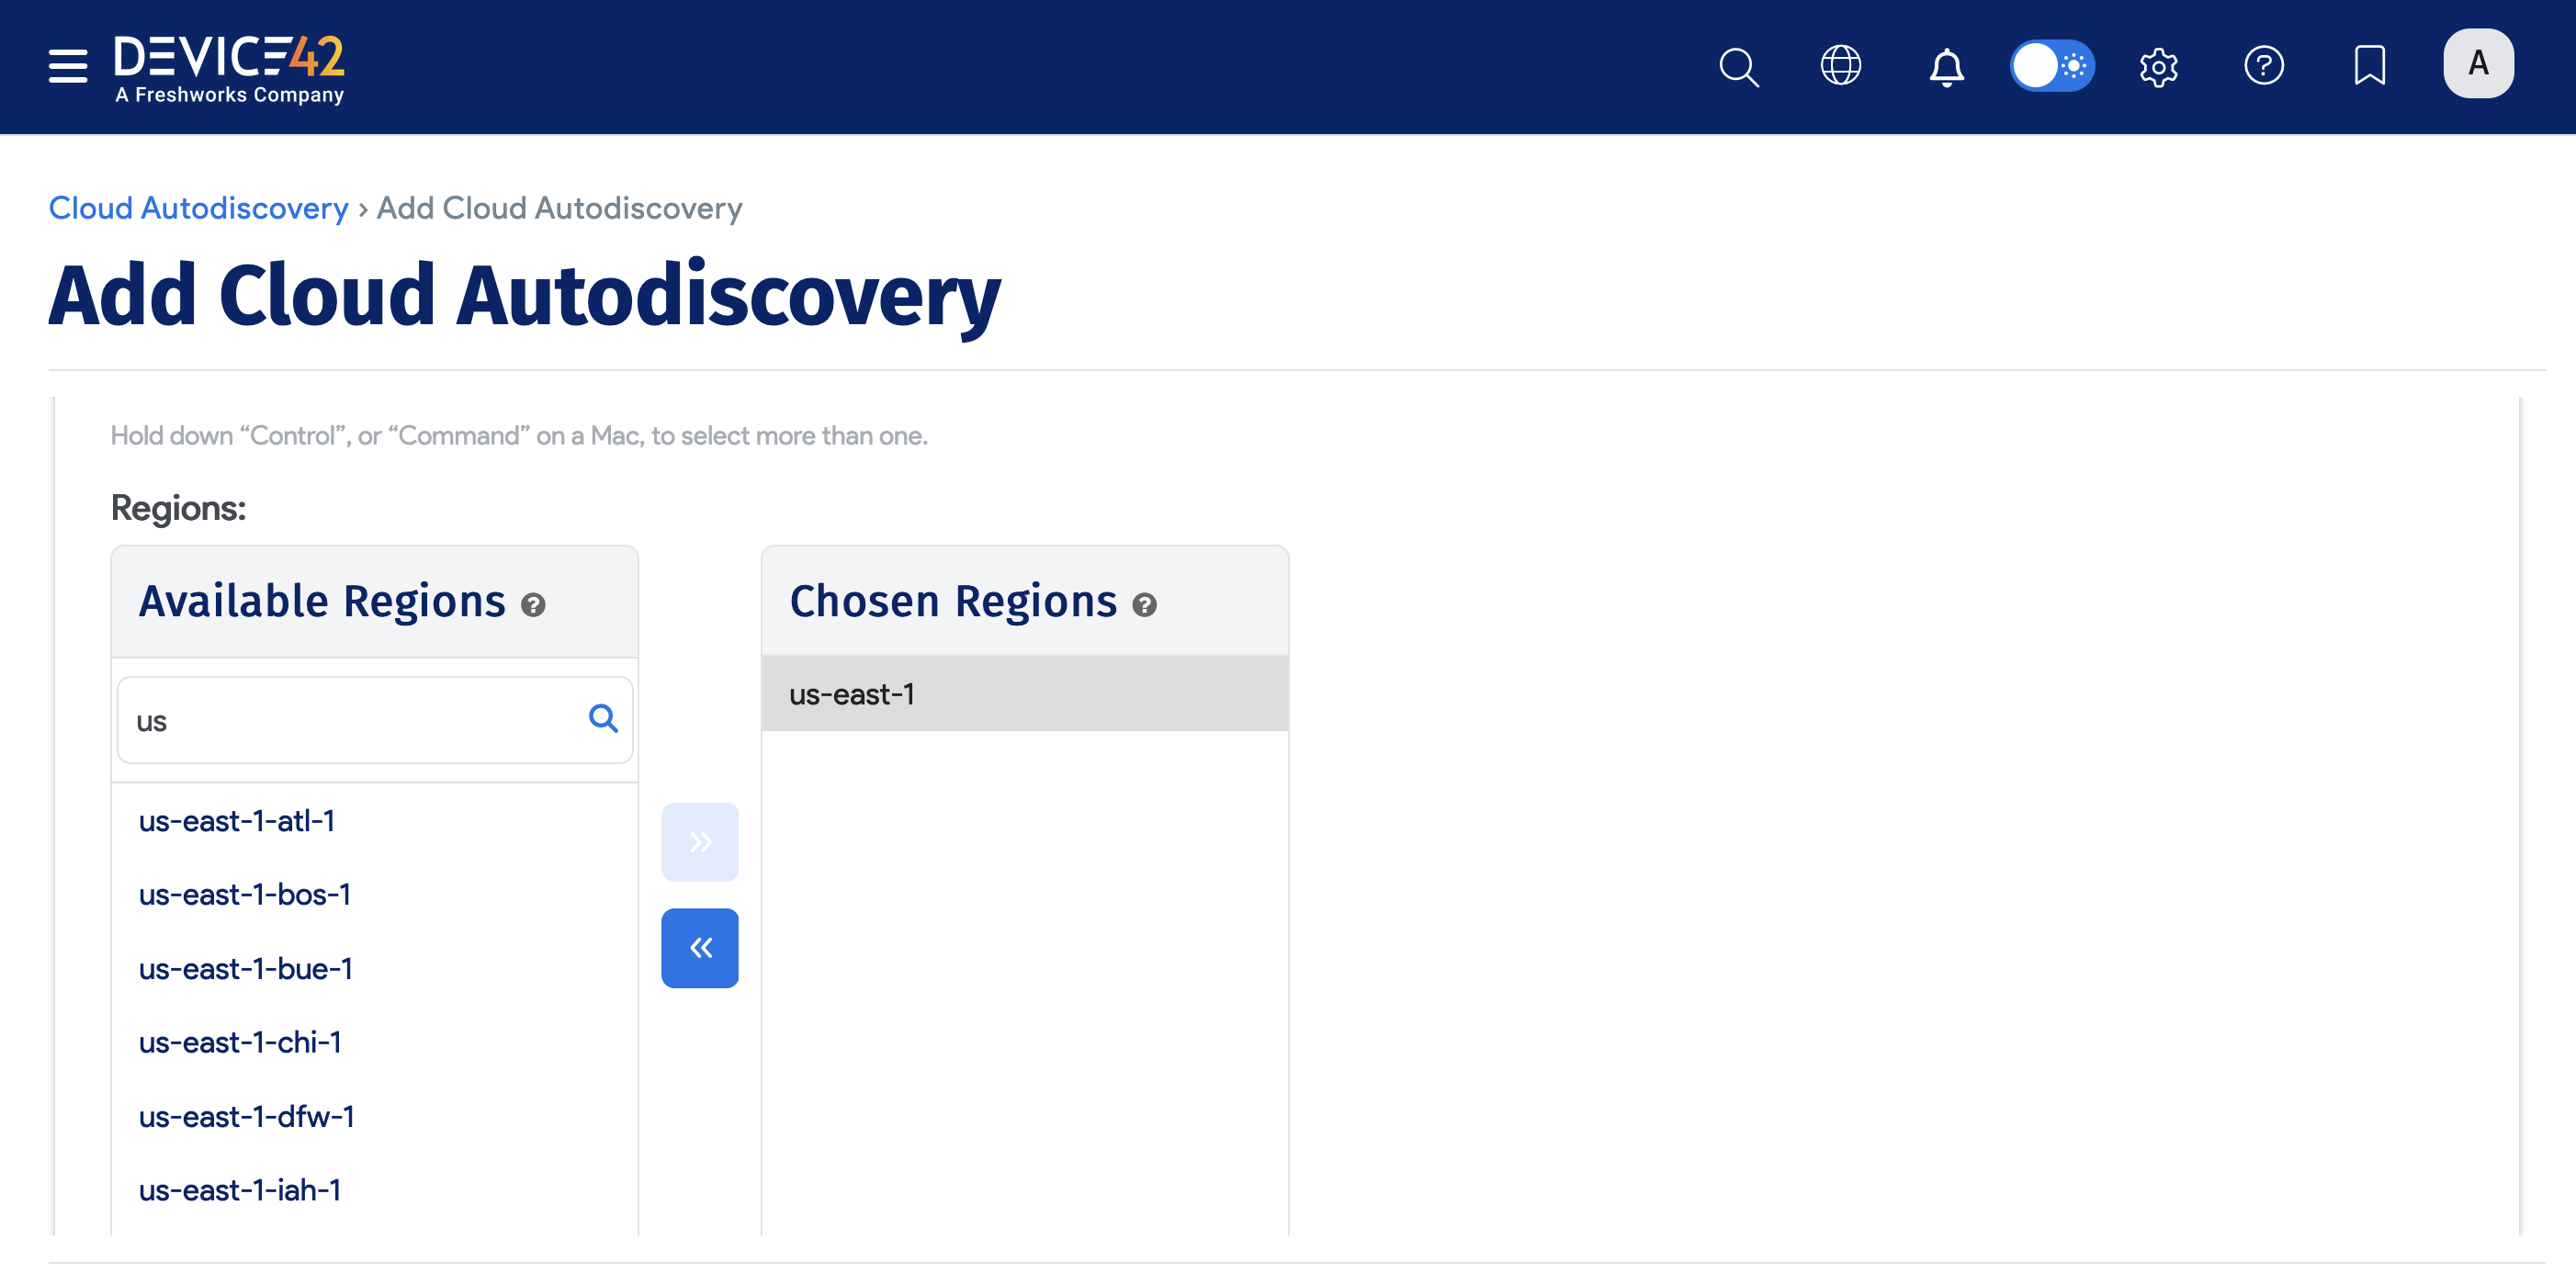 DEVICE42
A Freshworks Company
A
Cloud Autodiscovery › Add Cloud Autodiscovery
Add Cloud Autodiscovery
Hold down “Control”, or “Command” on a Mac, to select more than one.
Regions:
Available Regions ?
Chosen Regions ?
us
us-east-1
us-east-1-atl-1
us-east-1-bos-1
us-east-1-bue-1
us-east-1-chi-1
us-east-1-dfw-1
us-east-1-iah-1